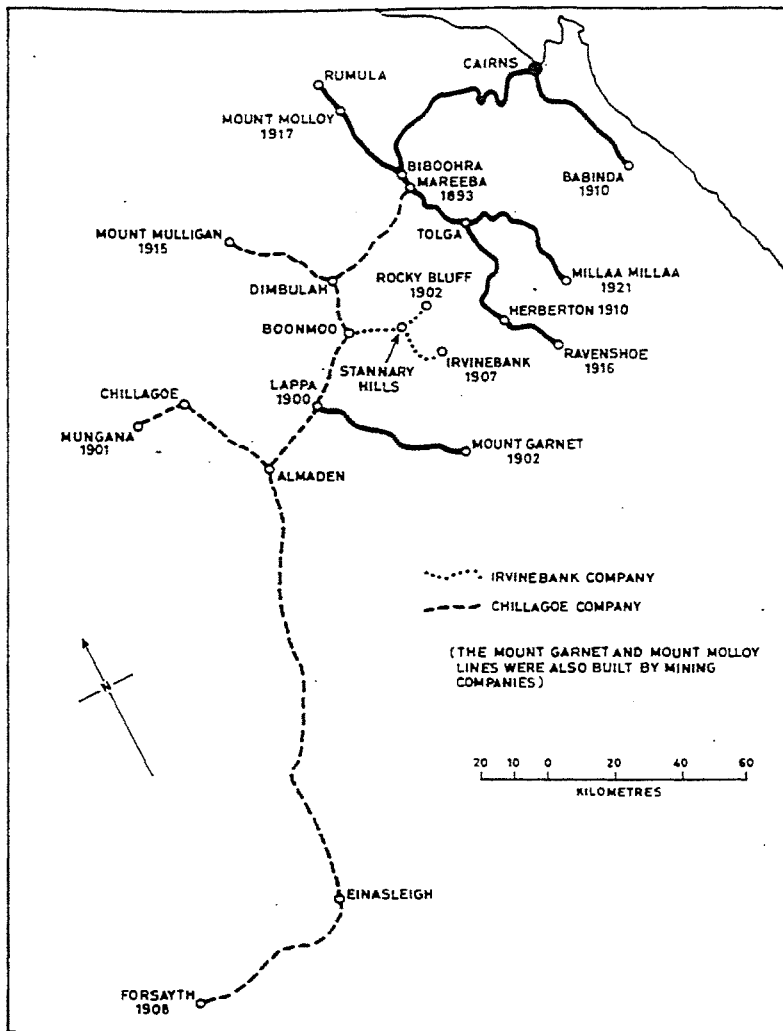 CAIRNS
RUMULA
MOUNT MOLLOY
1917
BIBOOHRA
MAREEBA
1893
BABINDA
1910
TOLGA
MOUNT MULLIGAN
1915
DIMBULAH
ROCKY BLUFF
1902
MILLAA MILLAA
1921
HERBERTON 1910
BOONMOO
STANNARY
HILLS
IRVINEBANK
1907
RAVENSHOE
1916
CHILLAGOE
LAPPA
1900
MUNGANA
1901
MOUNT GARNET
1902
ALMADEN
IRVINEBANK COMPANY
CHILLAGOE COMPANY
(THE MOUNT GARNET AND MOUNT MOLLOY
LINES WERE ALSO BUILT BY MINING
COMPANIES)
N
20 10 0 20 40 60
KILOMETRES
EINASLEIGH
FORSAYTH
1908